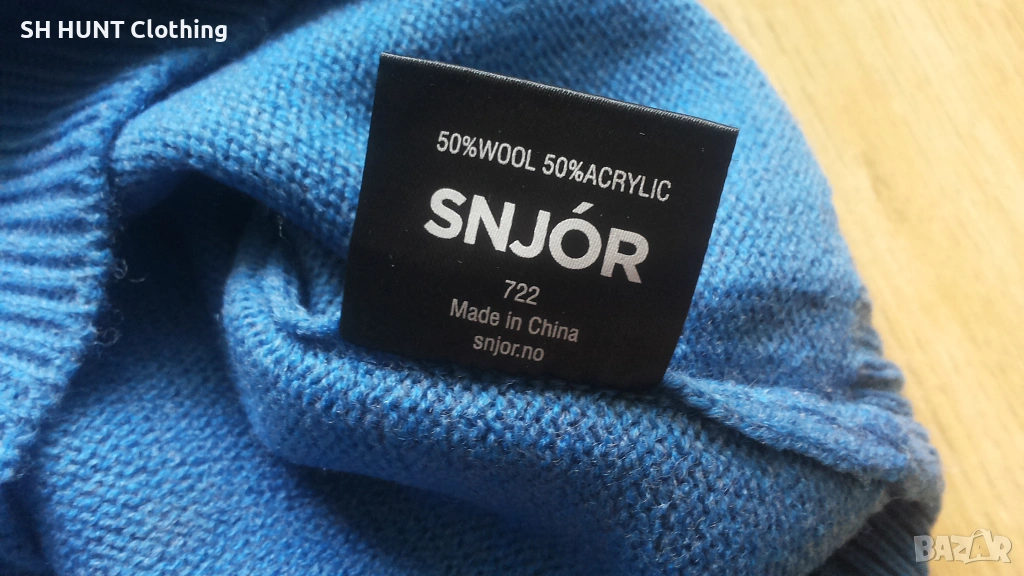 SH HUNT Clothing
50%WOOL 50%ACRYLIC
SNJÓR
722
Made in China
snjor.no
BAZAR